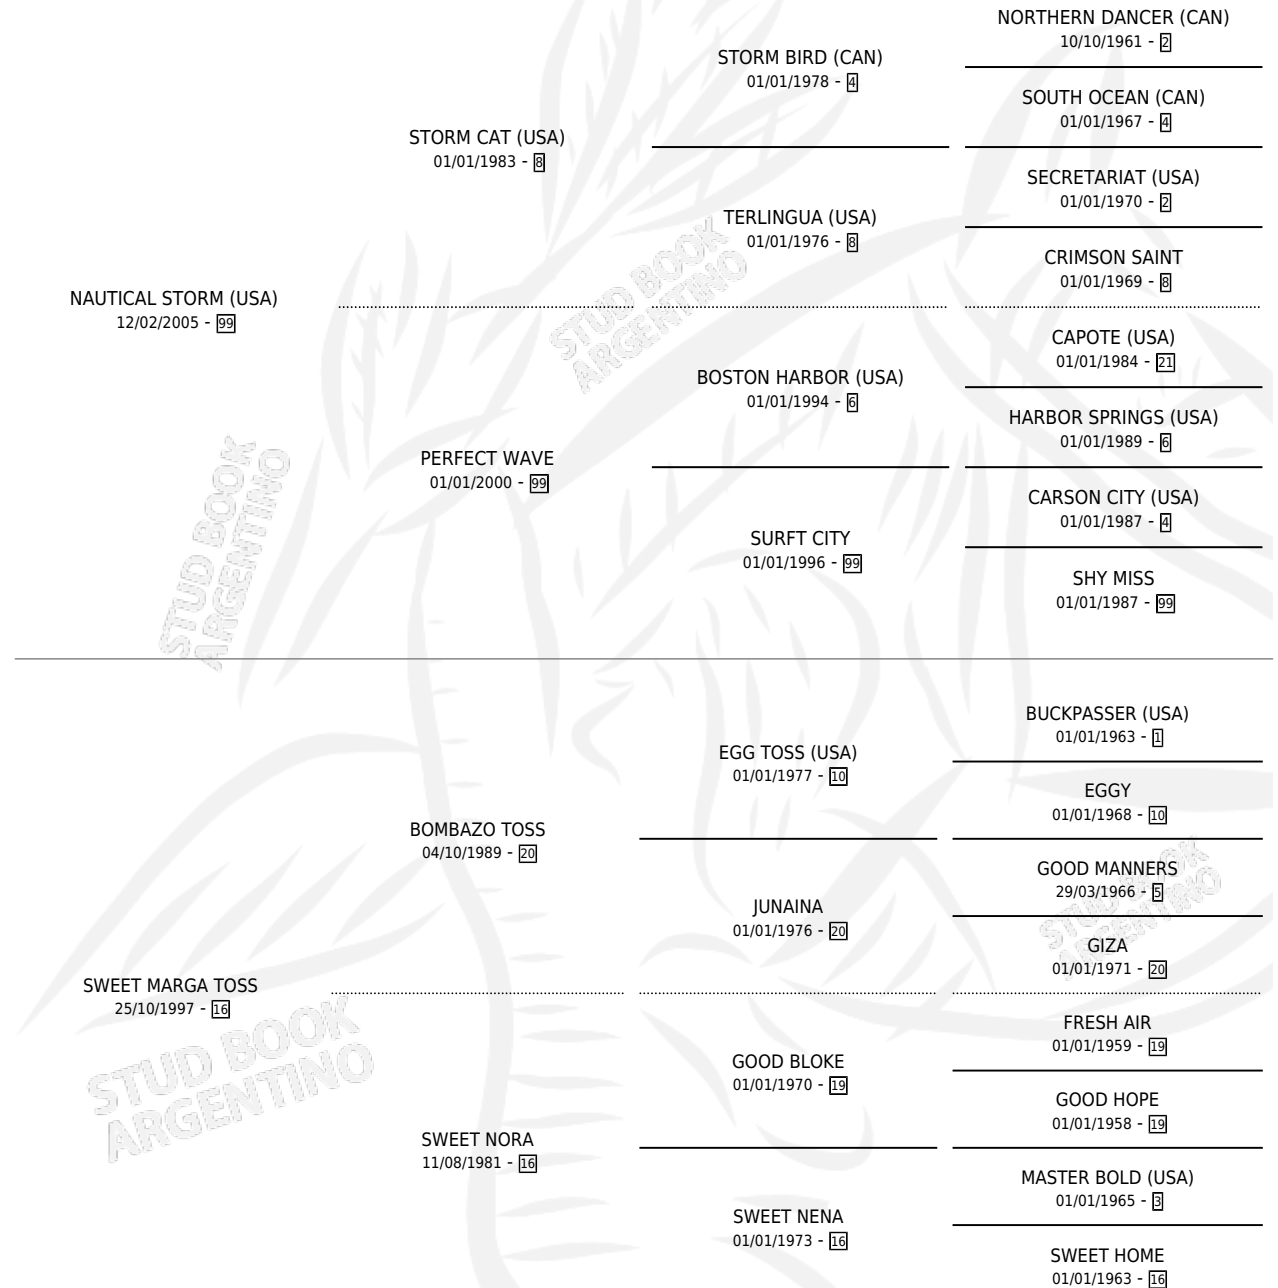 NORTHERN DANCER (CAN)
10/10/1961 - 2
STORM BIRD (CAN)
01/01/1978 - 4
SOUTH OCEAN (CAN)
01/01/1967 - 4
STORM CAT (USA)
01/01/1983 - 8
SECRETARIAT (USA)
01/01/1970 - 2
TERLINGUA (USA)
01/01/1976 - 8
CRIMSON SAINT
01/01/1969 - 8
NAUTICAL STORM (USA)
12/02/2005 - 99
CAPOTE (USA)
01/01/1984 - 21
BOSTON HARBOR (USA)
01/01/1994 - 6
HARBOR SPRINGS (USA)
01/01/1989 - 6
PERFECT WAVE
01/01/2000 - 99
CARSON CITY (USA)
01/01/1987 - 4
SURFT CITY
01/01/1996 - 99
SHY MISS
01/01/1987 - 99
STUD BOOK
ARGENTINO
STUD BOOK
ARGENTINO
BUCKPASSER (USA)
01/01/1963 - 1
EGG TOSS (USA)
01/01/1977 - 10
EGGY
01/01/1968 - 10
BOMBAZO TOSS
04/10/1989 - 20
GOOD MANNERS
29/03/1966 - 5
JUNAINA
01/01/1976 - 20
GIZA
01/01/1971 - 20
STUD BOOK
ARGENTINO
SWEET MARGA TOSS
25/10/1997 - 16
FRESH AIR
01/01/1959 - 19
GOOD BLOKE
01/01/1970 - 19
GOOD HOPE
01/01/1958 - 19
STUD BOOK
ARGENTINO
SWEET NORA
11/08/1981 - 16
MASTER BOLD (USA)
01/01/1965 - 3
SWEET NENA
01/01/1973 - 16
SWEET HOME
01/01/1963 - 16